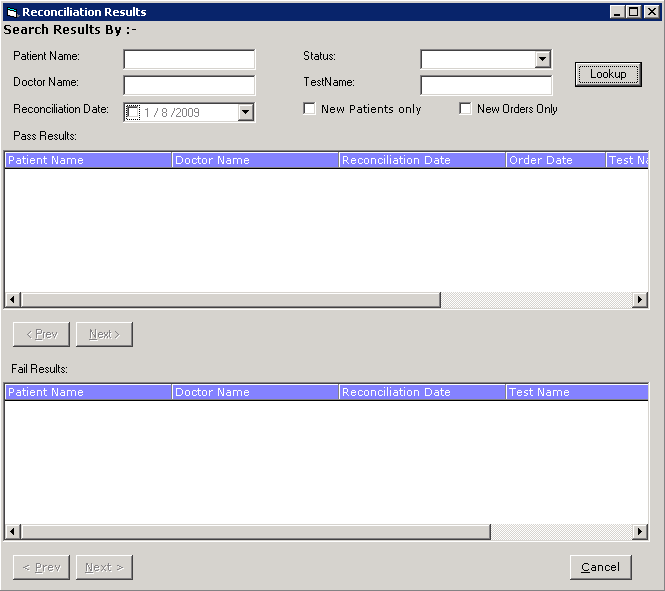 Reconciliation Results
Search Results By :-
Patient Name: Status:
Doctor Name: TestName: Lookup
Reconciliation Date: 1 / 8 /2009 New Patients only New Orders Only
Pass Results:
Patient Name Doctor Name Reconciliation Date Order Date Test Na
< Prev Next >
Fail Results:
Patient Name Doctor Name Reconciliation Date Test Name
< Prev Next > Cancel